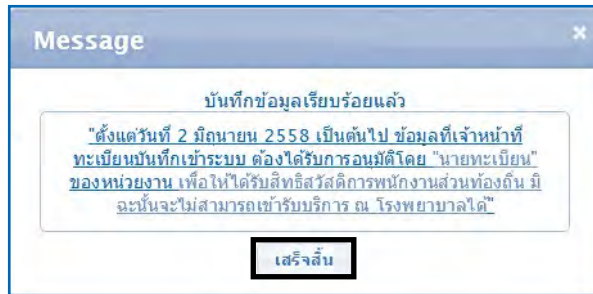 Message
บันทึกข้อมูลเรียบร้อยแล้ว
"ตั้งแต่วันที่ 2 มิถุนายน 2558 เป็นต้นไป ข้อมูลที่เจ้าหน้าที่
ทะเบียนบันทึกเข้าระบบ ต้องได้รับการอนุมัติโดย "นายทะเบียน"
ของหน่วยงาน เพื่อให้ได้รับสิทธิสวัสดิการพนักงานส่วนท้องถิ่น มิ
ฉะนั้นจะไม่สามารถเข้ารับบริการ ณ โรงพยาบาลได้"
เสร็จสิ้น